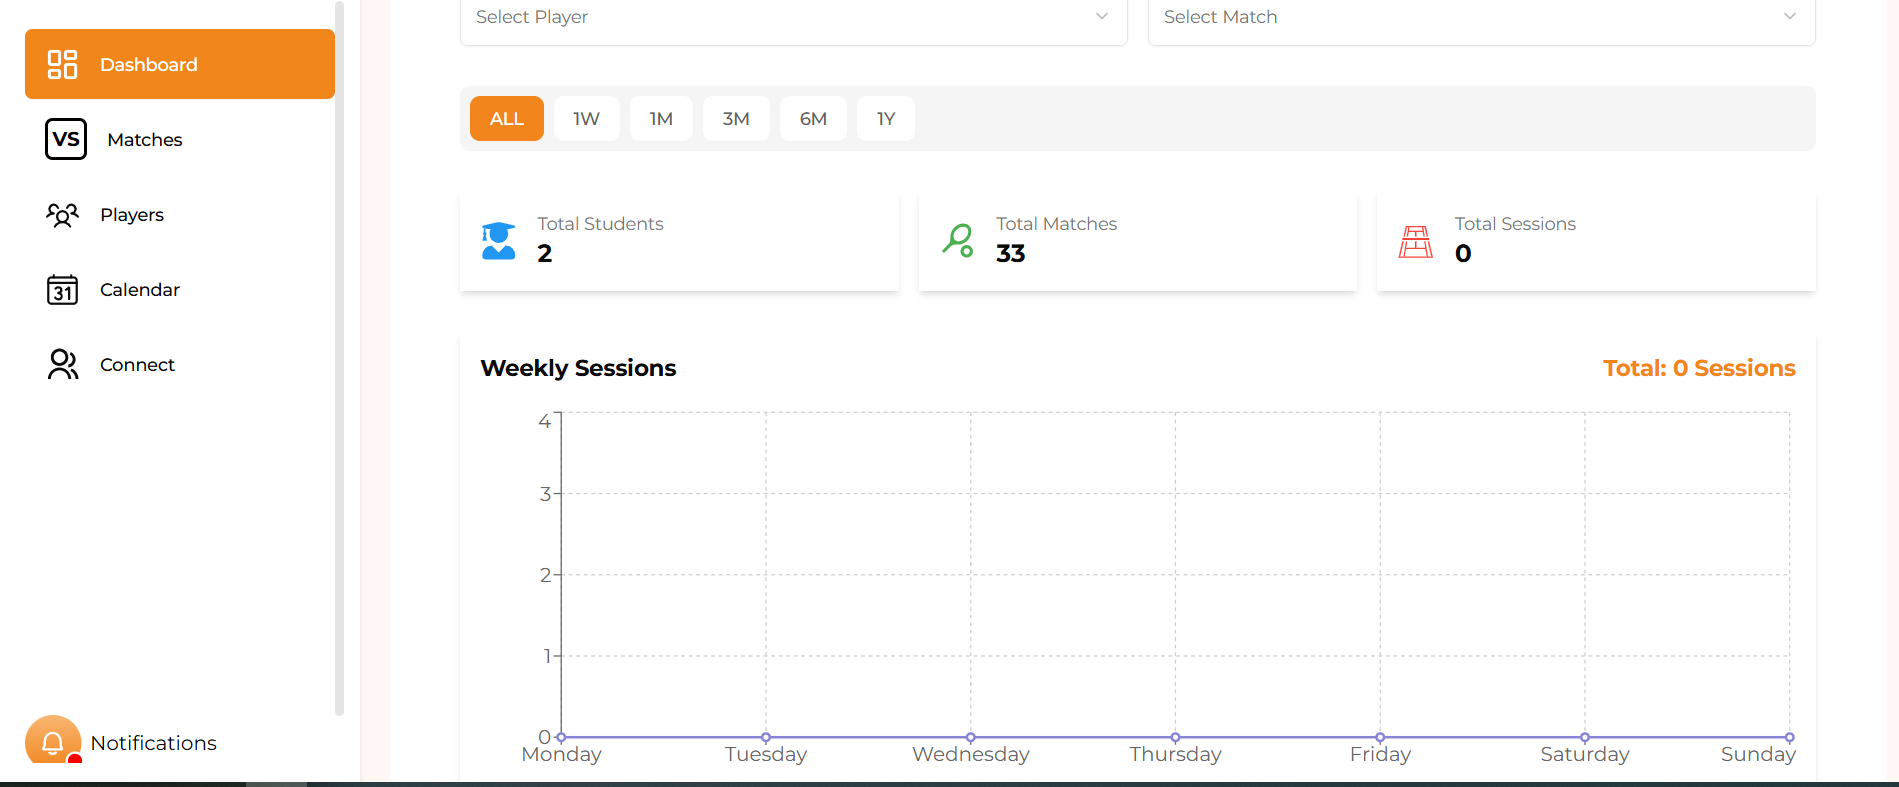 Select Player
Select Match
Dashboard
VS Matches
Players
31 Calendar
Connect
Notifications
ALL 1W 1M 3M 6M 1Y
Total Students
2
Total Matches
33
Total Sessions
0
Weekly Sessions
Total: 0 Sessions
4
3
2
1
0
Monday Tuesday Wednesday Thursday Friday Saturday Sunday